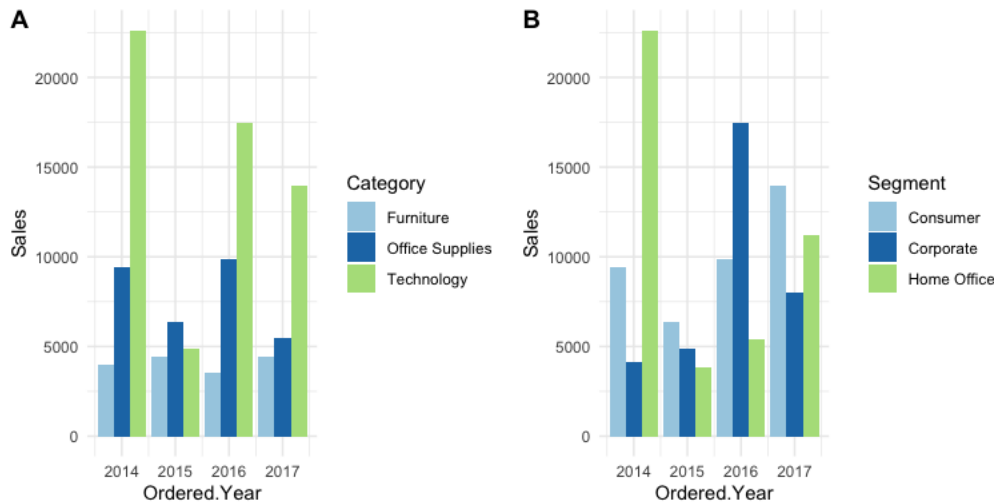 A
Sales
20000
15000
10000
5000
0
2014 2015 2016 2017
Ordered.Year
Category
Furniture
Office Supplies
Technology
B
Sales
20000
15000
10000
5000
0
2014 2015 2016 2017
Ordered.Year
Segment
Consumer
Corporate
Home Office